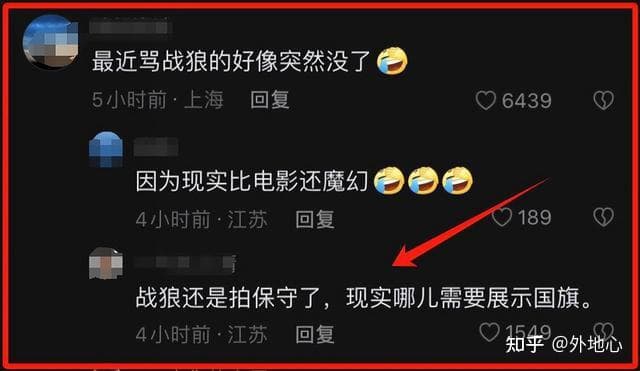 最近骂战狼的好像突然没了🤣
5小时前·上海 回复 6439
因为现实比电影还魔幻🤣🤣🤣
4小时前·江苏 回复 189
战狼还是拍保守了，现实哪儿需要展示国旗。
4小时前·江苏 回复 1549
知乎 @外地心